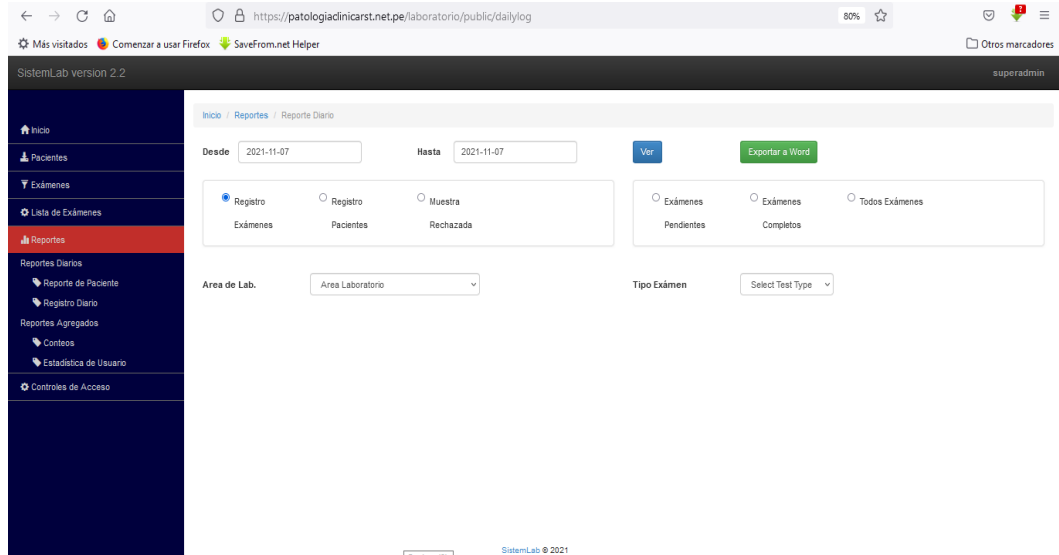 https://patologiaclinicarst.net.pe/laboratorio/public/dailylog
80%
Más visitados Comenzar a usar Firefox SaveFrom.net Helper Otros marcadores
SistemLab version 2.2 superadmin
Inicio / Reportes / Reporte Diario
Inicio
Pacientes
Exámenes
Lista de Exámenes
Reportes
Reportes Diarios
Reporte de Paciente
Registro Diario
Reportes Agregados
Conteos
Estadística de Usuario
Controles de Acceso
Desde 2021-11-07 Hasta 2021-11-07 Ver Exportar a Word
Registro Registro Muestra Exámenes Exámenes Todos Exámenes
Exámenes Pacientes Rechazada Pendientes Completos
Area de Lab. Area Laboratorio Tipo Exámen Select Test Type
SistemLab ® 2021